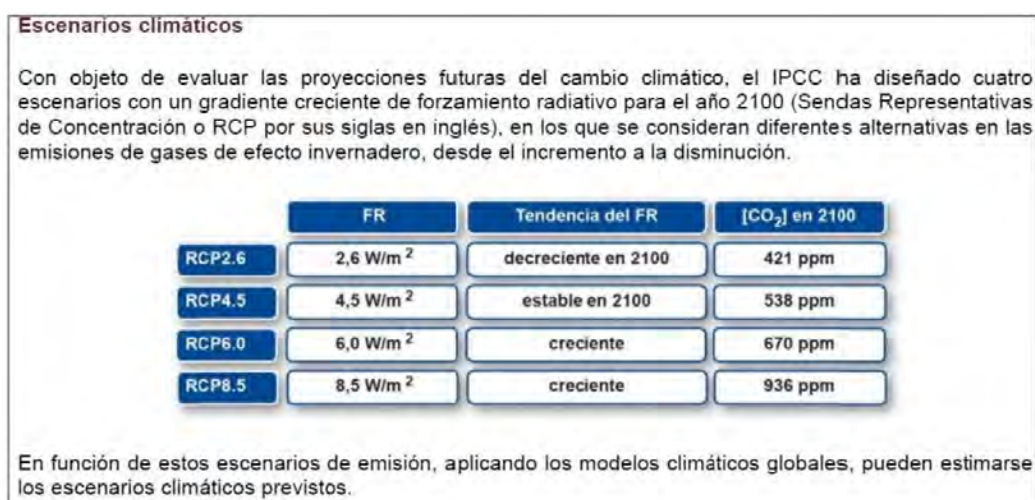 Escenarios climáticos
Con objeto de evaluar las proyecciones futuras del cambio climático, el IPCC ha diseñado cuatro
escenarios con un gradiente creciente de forzamiento radiativo para el año 2100 (Sendas Representativas
de Concentración o RCP por sus siglas en inglés), en los que se consideran diferentes alternativas en las
emisiones de gases de efecto invernadero, desde el incremento a la disminución.
FR Tendencia del FR [CO₂] en 2100
RCP2.6 2,6 W/m ² decreciente en 2100 421 ppm
RCP4.5 4,5 W/m ² estable en 2100 538 ppm
RCP6.0 6,0 W/m ² creciente 670 ppm
RCP8.5 8,5 W/m ² creciente 936 ppm
En función de estos escenarios de emisión, aplicando los modelos climáticos globales, pueden estimarse
los escenarios climáticos previstos.